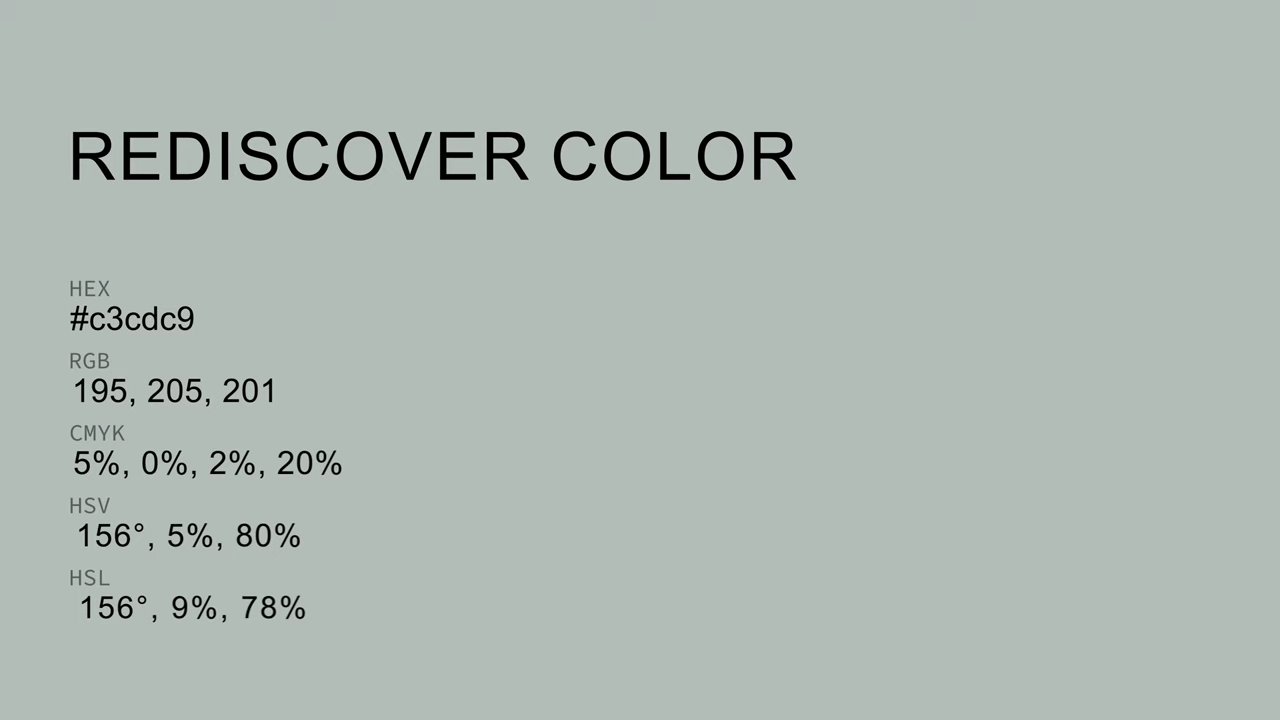 REDISCOVER COLOR
HEX
#c3cdc9
RGB
195, 205, 201
CMYK
5%, 0%, 2%, 20%
HSV
156°, 5%, 80%
HSL
156°, 9%, 78%